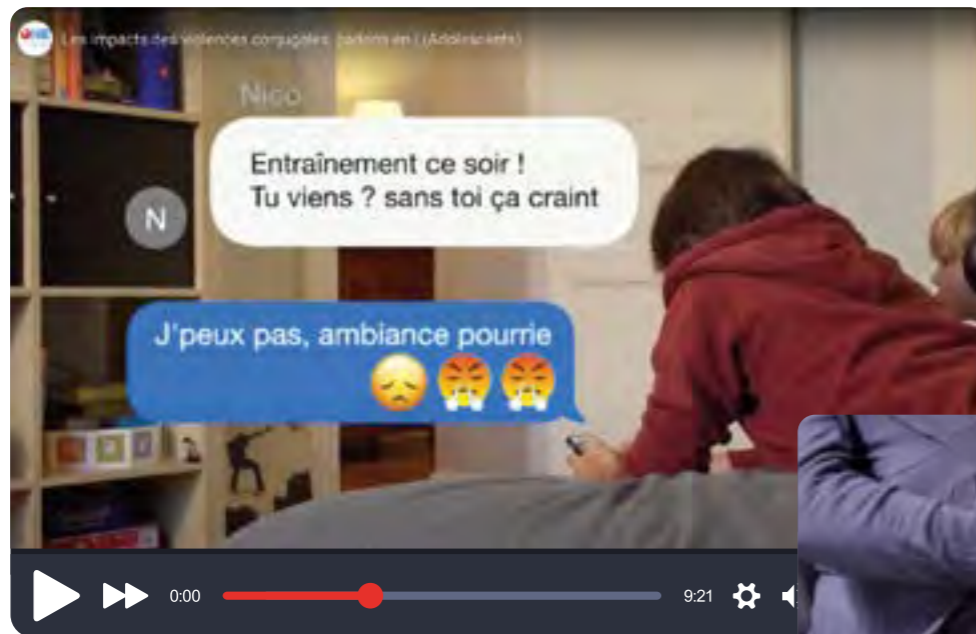 Les impacts des violences conjugales: parlons en ! (Adolescents)
Nico
Entraînement ce soir !
Tu viens ? sans toi ça craint
N
J'peux pas, ambiance pourrie
0:00
9:21